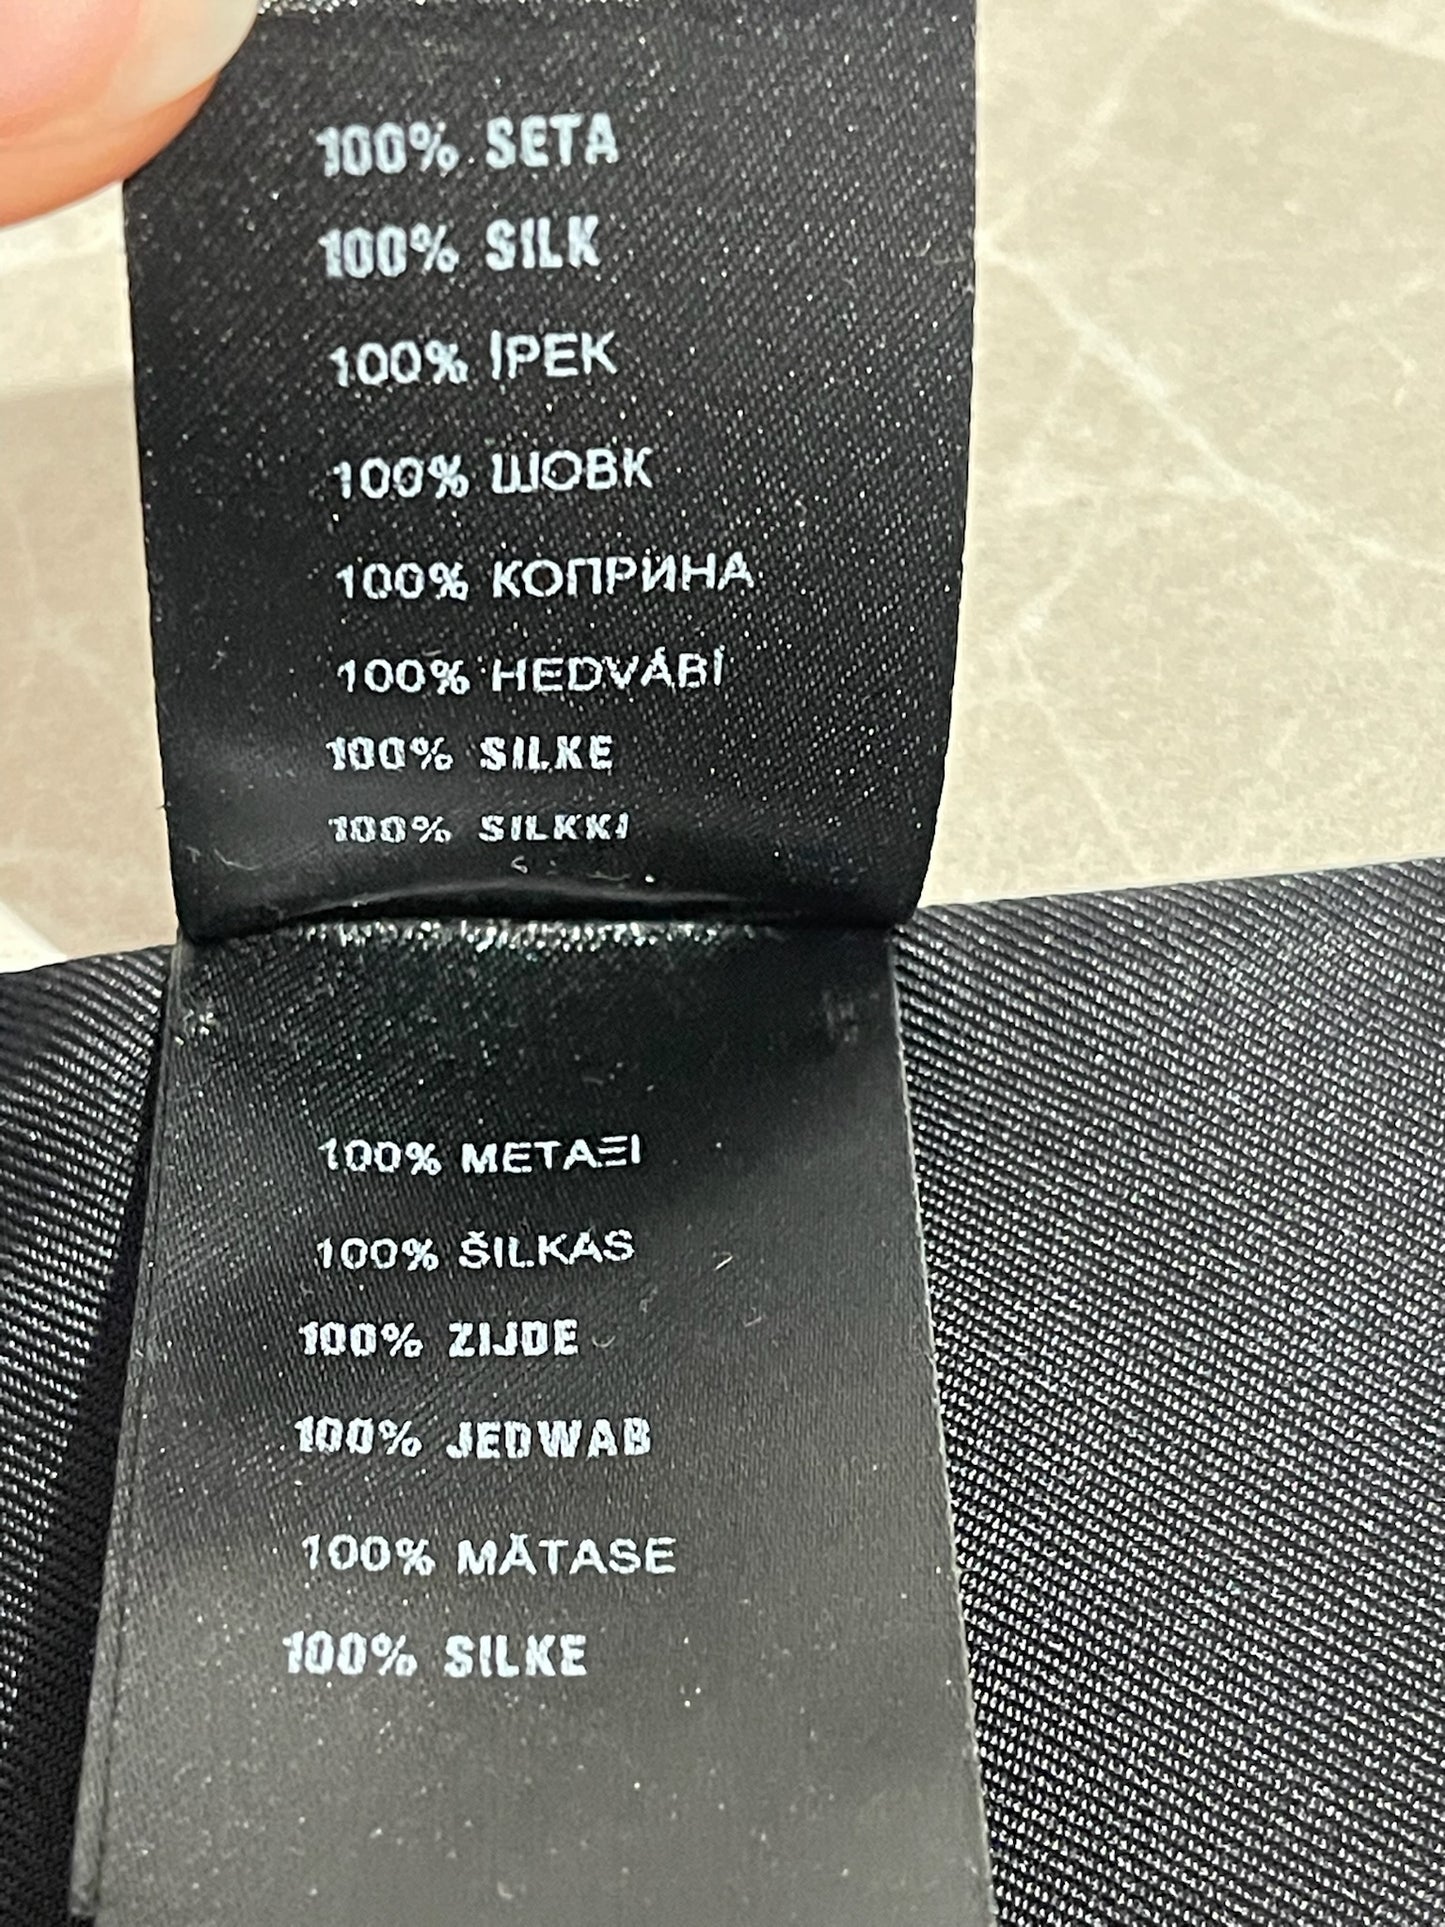 100% SETA
100% SILK
100% İPEK
100% ШОВК
100% КОПРИНА
100% HEDVÁBÍ
100% SILKE
100% SILKKI
100% ΜΕΤΑΞΙ
100% ŠILKAS
100% ZIJDE
100% JEDWAB
100% MĂTASE
100% SILKE